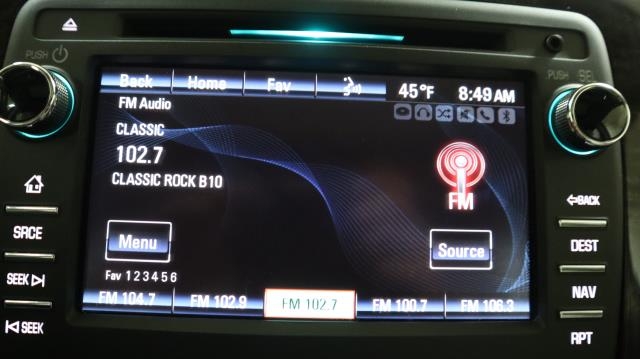 PUSH
PUSH SEL
Back Home Fav 45°F 8:49 AM
FM Audio
CLASSIC
102.7
CLASSIC ROCK B10
FM
Menu
Source
Fav 1 2 3 4 5 6
FM 104.7 FM 102.9 FM 102.7 FM 100.7 FM 106.3
SRCE
SEEK
SEEK
BACK
DEST
NAV
RPT